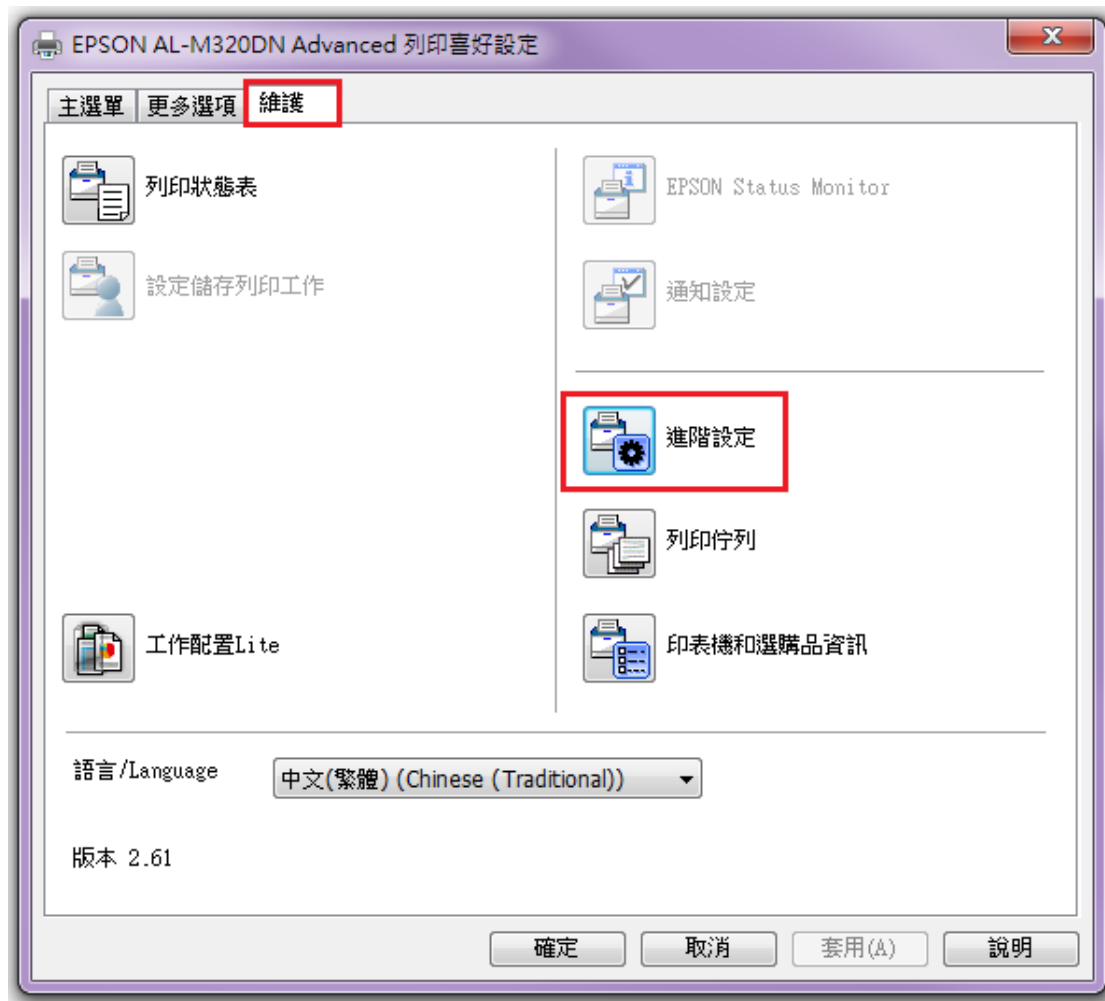 EPSON AL-M320DN Advanced 列印喜好設定
主選單 更多選項 維護
列印狀態表
設定儲存列印工作
工作配置Lite
EPSON Status Monitor
通知設定
進階設定
列印佇列
印表機和選購品資訊
語言/Language 中文(繁體) (Chinese (Traditional))
版本 2.61
確定 取消 套用(A) 說明